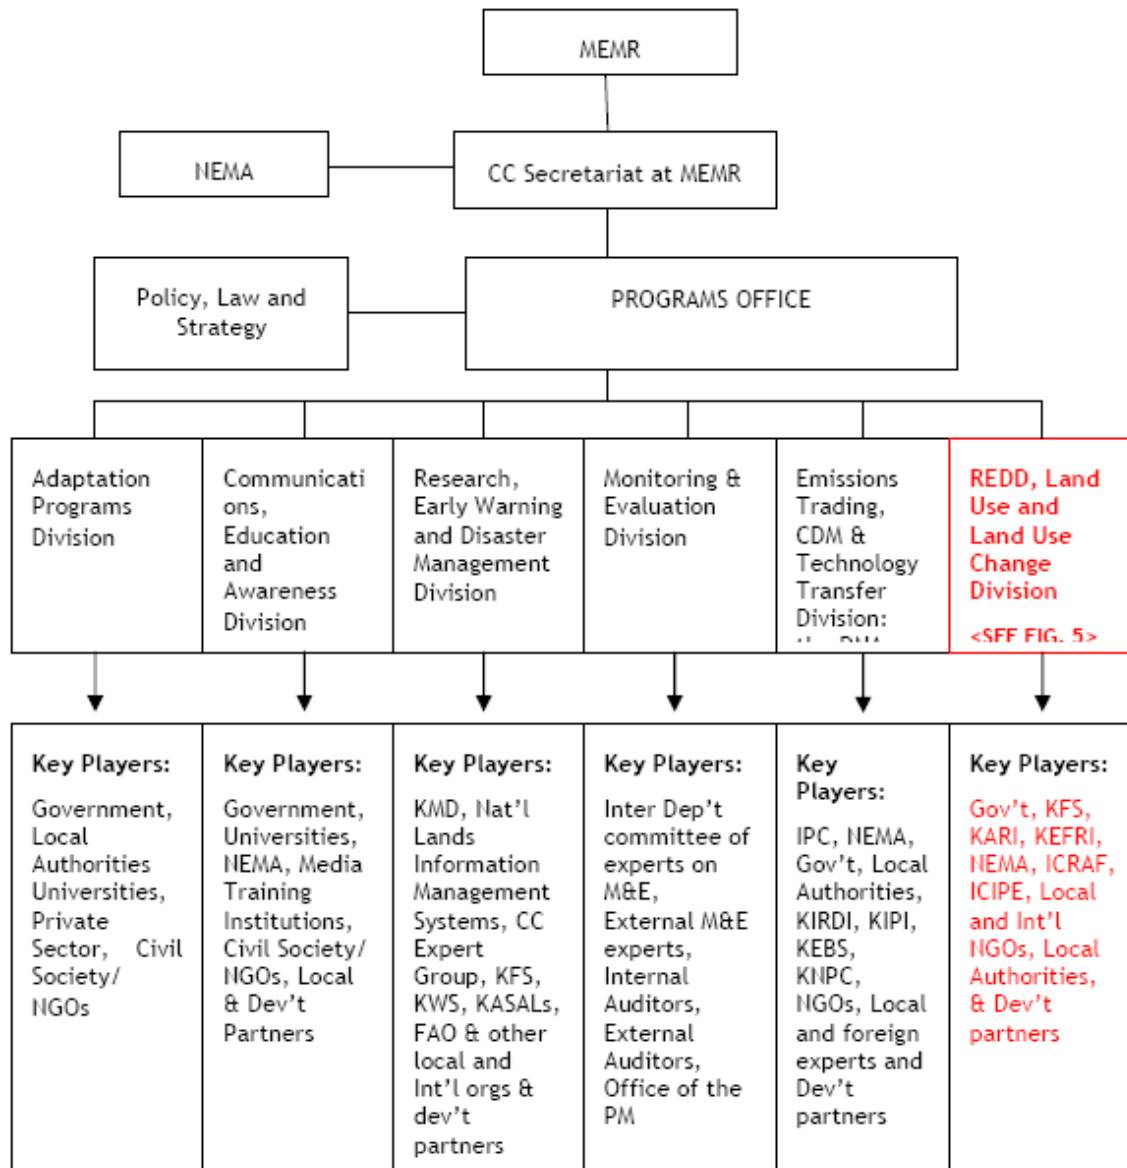 MEMR
NEMA
CC Secretariat at MEMR
Policy, Law and
Strategy
PROGRAMS OFFICE
Adaptation
Programs
Division
Communicati
ons,
Education
and
Awareness
Division
Research,
Early Warning
and Disaster
Management
Division
Monitoring &
Evaluation
Division
Emissions
Trading,
CDM &
Technology
Transfer
Division:
REDD, Land
Use and
Land Use
Change
Division
<SEE FIG. 5>
Key Players:
Government,
Local
Authorities
Universities,
Private
Sector, Civil
Society/
NGOs
Key Players:
Government,
Universities,
NEMA, Media
Training
Institutions,
Civil Society/
NGOs, Local
& Dev't
Partners
Key Players:
KMD, Nat'l
Lands
Information
Management
Systems, CC
Expert
Group, KFS,
KWS, KASALs,
FAO & other
local and
Int'l orgs &
dev't
partners
Key Players:
Inter Dep't
committee of
experts on
M&E,
External M&E
experts,
Internal
Auditors,
External
Auditors,
Office of the
PM
Key
Players:
IPC, NEMA,
Gov't, Local
Authorities,
KIRDI, KIPI,
KEBS,
KNPC,
NGOs, Local
and foreign
experts and
Dev't
partners
Key Players:
Gov't, KFS,
KARI, KEFRI,
NEMA, ICRAF,
ICIPE, Local
and Int'l
NGOs, Local
Authorities,
& Dev't
partners